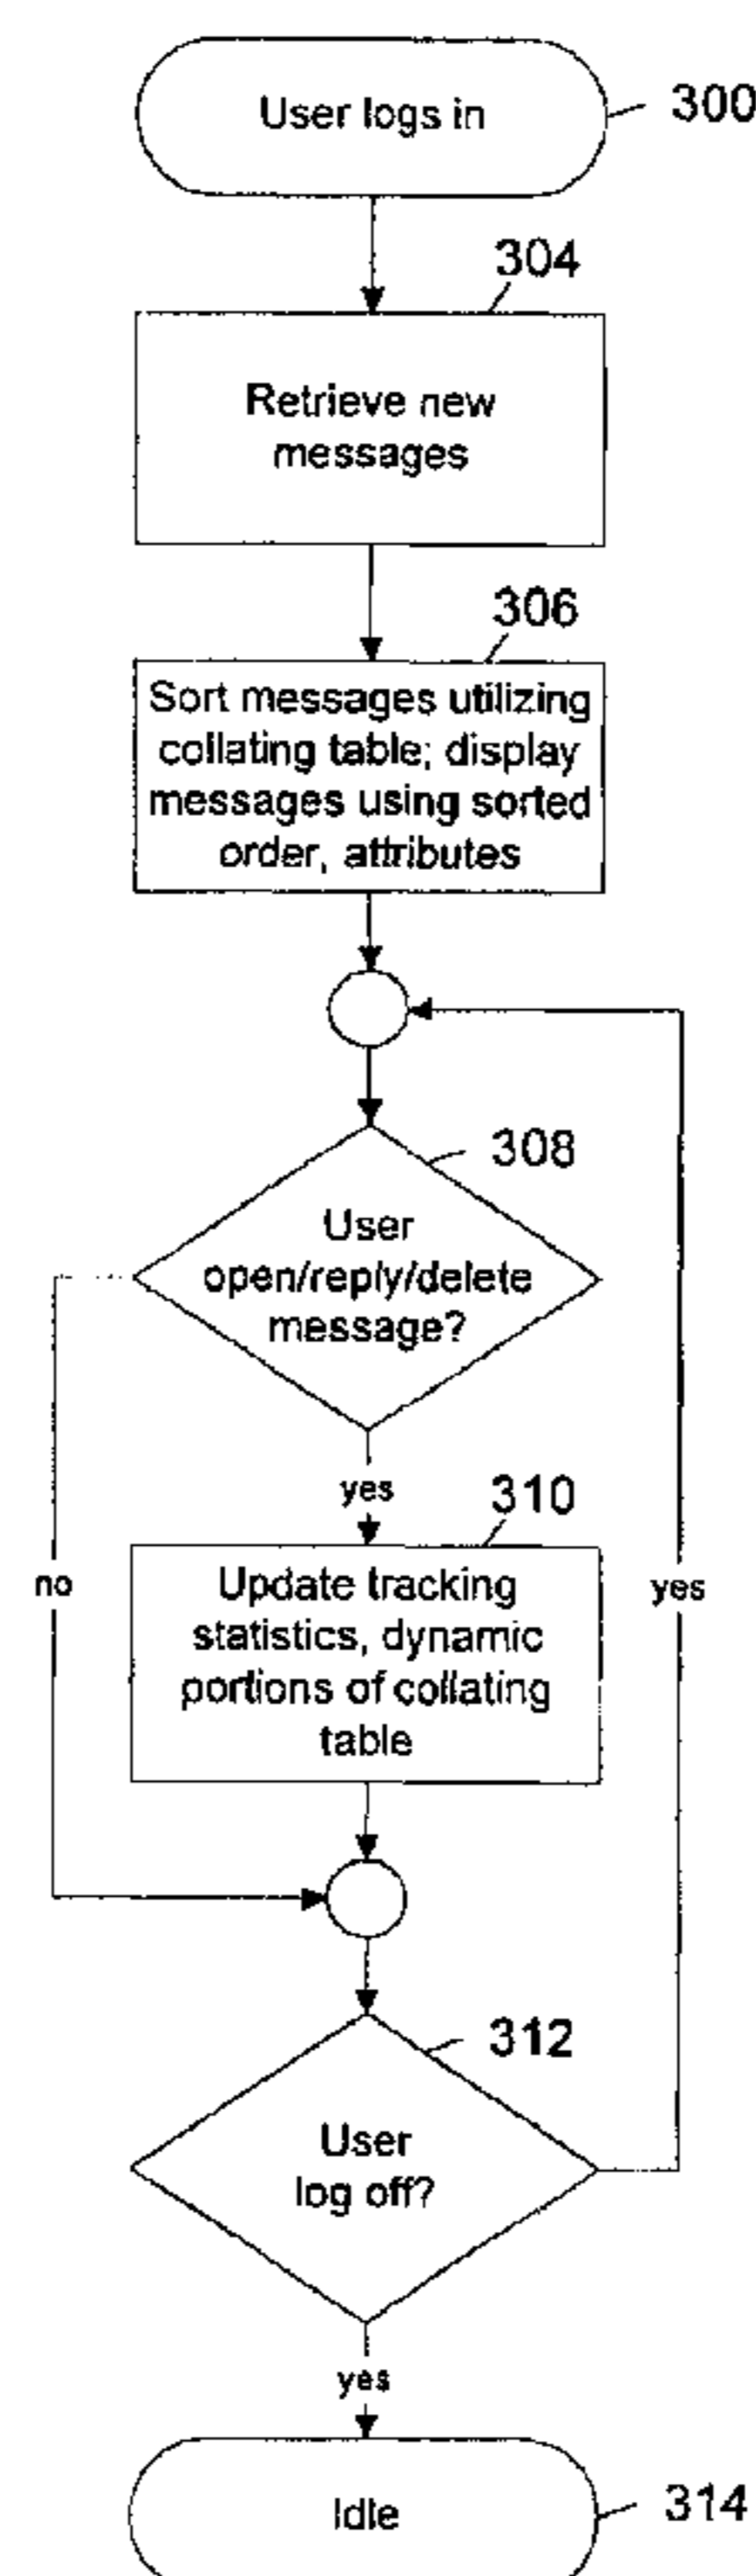 User logs in
300
304
Retrieve new
messages
306
Sort messages utilizing
collating table; display
messages using sorted
order, attributes
308
User
open/reply/delete
message?
yes
310
no
Update tracking
statistics, dynamic
portions of collating
table
yes
312
User
log off?
yes
Idle
314